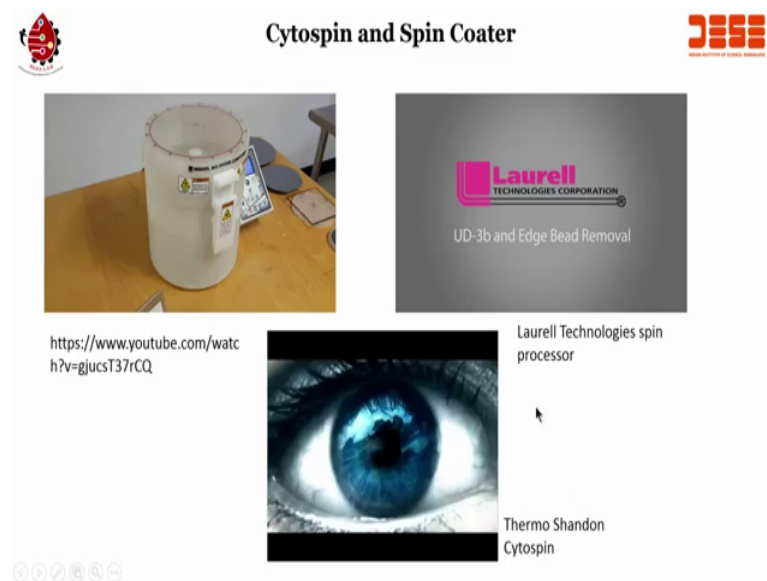 Cytospin and Spin Coater
Laurell
TECHNOLOGIES CORPORATION
UD-3b and Edge Bead Removal
https://www.youtube.com/watc
h?v=gjucsT37rCQ
Laurell Technologies spin
processor
Thermo Shandon
Cytospin